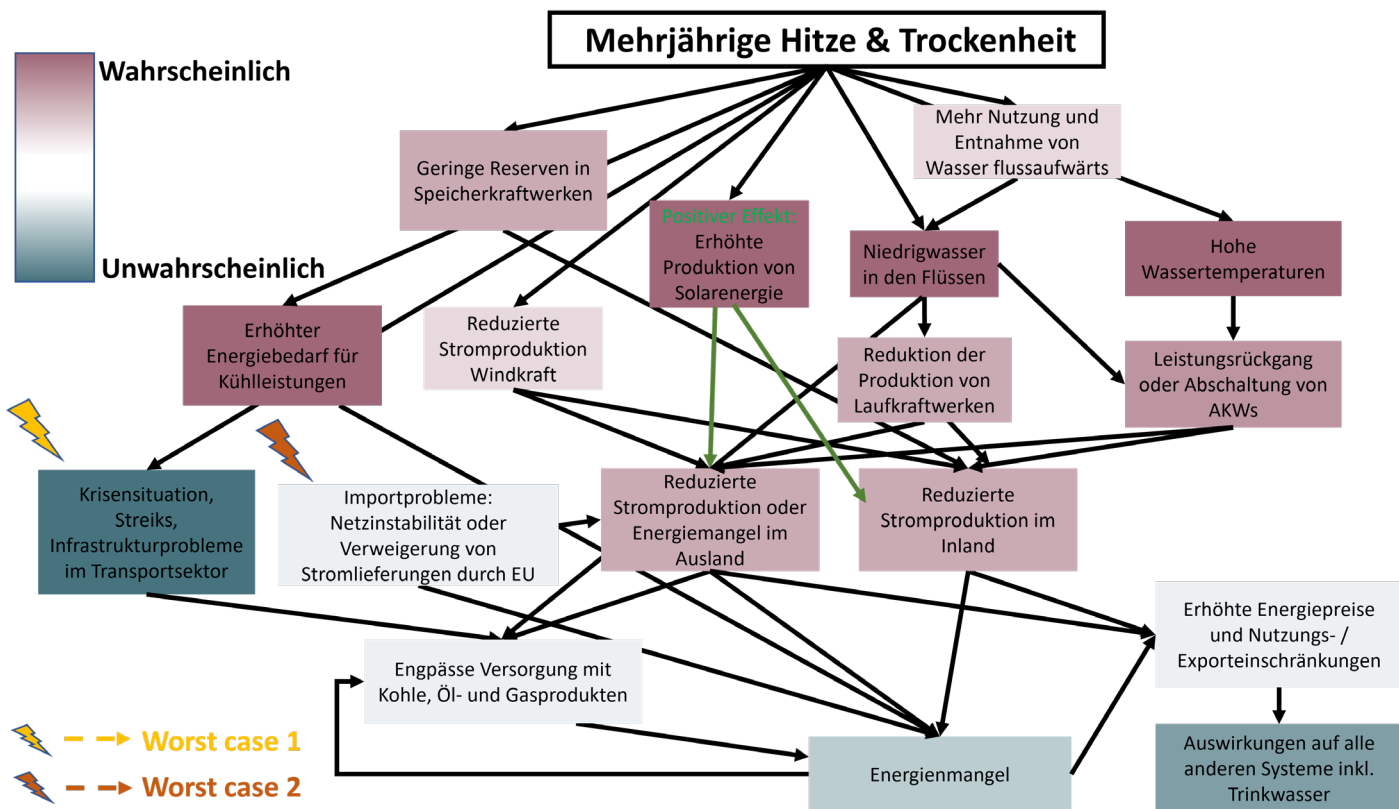 Mehrjährige Hitze & Trockenheit
Wahrscheinlich
Unwahrscheinlich
Mehr Nutzung und
Entnahme von
Wasser flussaufwärts
Geringe Reserven in
Speicherkraftwerken
Positiver Effekt:
Erhöhte
Produktion von
Solarenergie
Niedrigwasser
in den Flüssen
Hohe
Wassertemperaturen
Erhöhter
Energiebedarf für
Kühlleistungen
Reduzierte
Stromproduktion
Windkraft
Reduktion der
Produktion von
Laufkraftwerken
Leistungsrückgang
oder Abschaltung von
AKWs
Krisensituation,
Streiks,
Infrastrukturprobleme
im Transportsektor
Importprobleme:
Netzinstabilität oder
Verweigerung von
Stromlieferungen durch EU
Reduzierte
Stromproduktion oder
Energiemangel im
Ausland
Reduzierte
Stromproduktion im
Inland
Erhöhte Energiepreise
und Nutzungs- /
Exporteinschränkungen
Engpässe Versorgung mit
Kohle, Öl- und Gasprodukten
Energienmangel
Auswirkungen auf alle
anderen Systeme inkl.
Trinkwasser
Worst case 1
Worst case 2